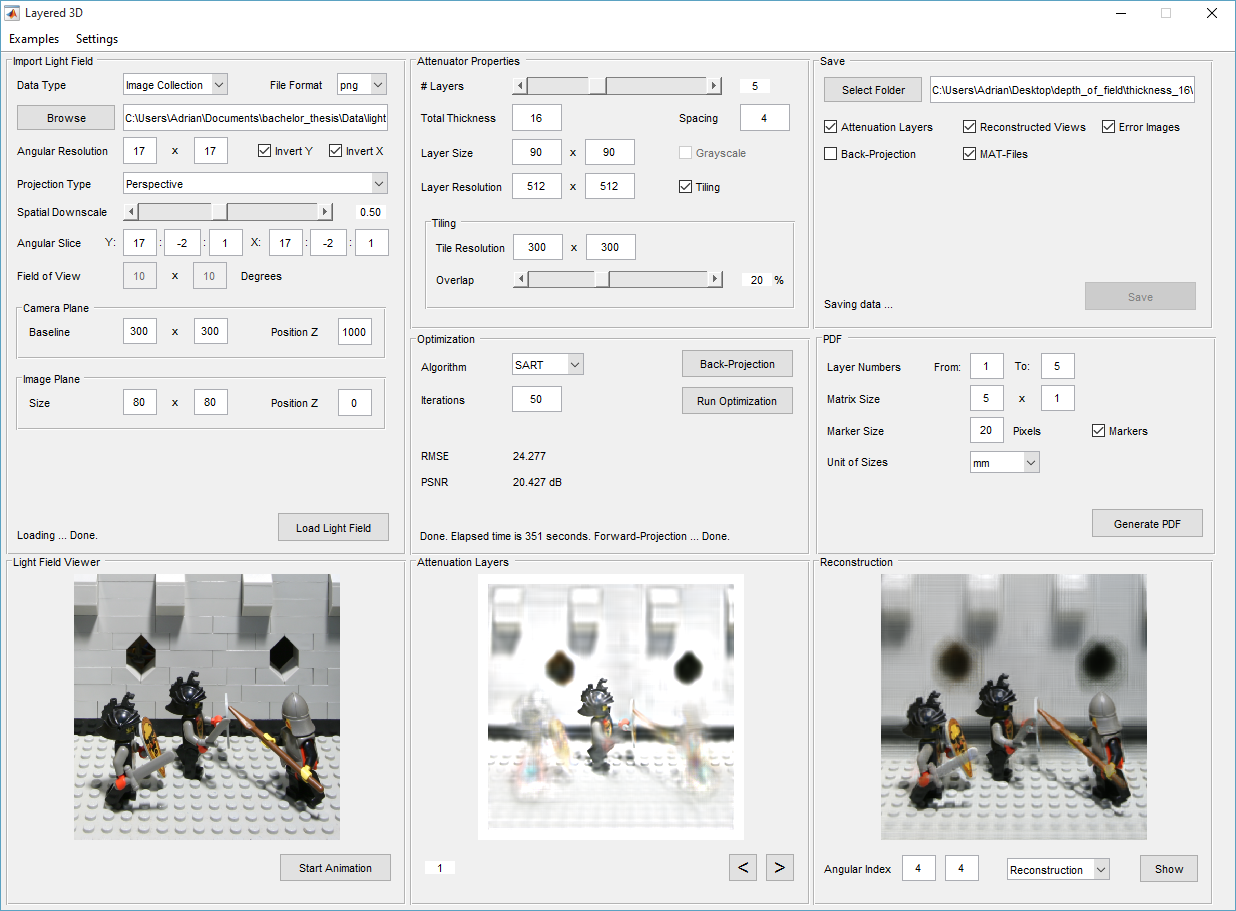 Layered 3D
Examples Settings
Import Light Field
Data Type Image Collection File Format png
Browse C:\Users\Adrian\Documents\bachelor_thesis\Data\light
Angular Resolution 17 x 17 Invert Y Invert X
Projection Type Perspective
Spatial Downscale 0.50
Angular Slice Y: 17 : -2 : 1 X: 17 : -2 : 1
Field of View 10 x 10 Degrees
Camera Plane
Baseline 300 x 300 Position Z 1000
Image Plane
Size 80 x 80 Position Z 0
Loading ... Done. Load Light Field
Attenuator Properties
# Layers 5
Total Thickness 16 Spacing 4
Layer Size 90 x 90 Grayscale
Layer Resolution 512 x 512 Tiling
Tiling
Tile Resolution 300 x 300
Overlap 20 %
Optimization
Algorithm SART Back-Projection
Iterations 50 Run Optimization
RMSE 24.277
PSNR 20.427 dB
Done. Elapsed time is 351 seconds. Forward-Projection ... Done.
Save
Select Folder C:\Users\Adrian\Desktop\depth_of_field\thickness_16\
Attenuation Layers Reconstructed Views Error Images
Back-Projection MAT-Files
Saving data ... Save
PDF
Layer Numbers From: 1 To: 5
Matrix Size 5 x 1
Marker Size 20 Pixels Markers
Unit of Sizes mm
Generate PDF
Light Field Viewer
Start Animation
Attenuation Layers
1 < >
Reconstruction
Angular Index 4 4 Reconstruction Show